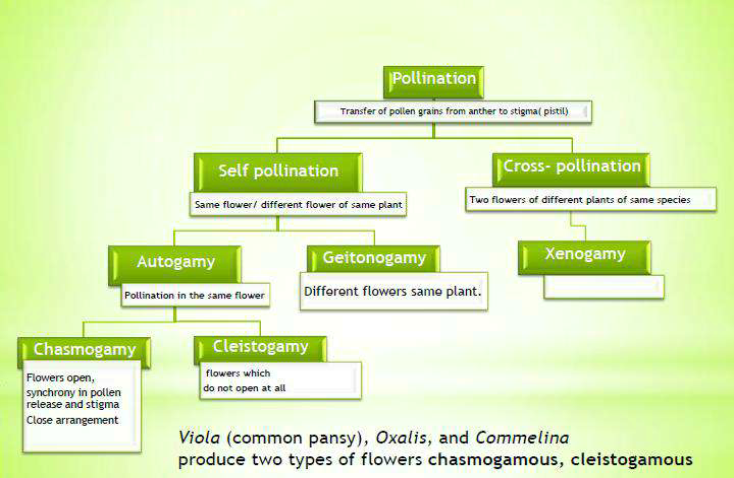 Pollination
Transfer of pollen grains from anther to stigma( pistil)
Self pollination
Same flower/ different flower of same plant
Cross- pollination
Two flowers of different plants of same species
Autogamy
Pollination in the same flower
Geitonogamy
Different flowers same plant.
Xenogamy
Chasmogamy
Flowers open,
synchrony in pollen
release and stigma
Close arrangement
Cleistogamy
flowers which
do not open at all
Viola (common pansy), Oxalis, and Commelina
produce two types of flowers chasmogamous, cleistogamous